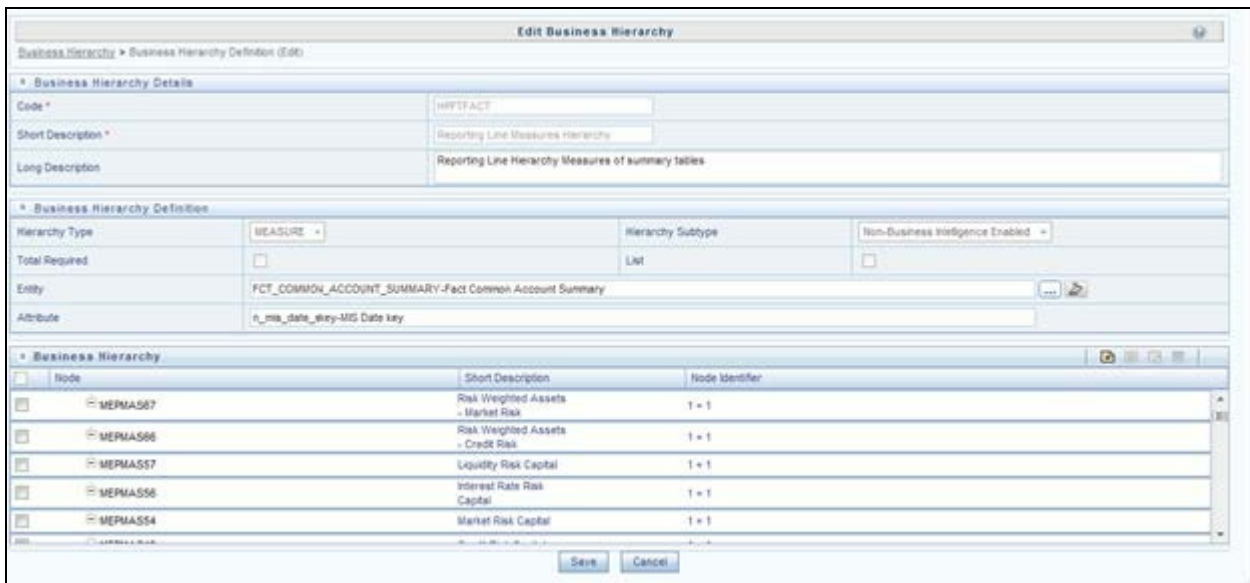 Edit Business Hierarchy
Business Hierarchy > Business Hierarchy Definition (Edit)
Business Hierarchy Details
Code *
Short Description * Reporting Line Measures Hierarchy
Long Description Reporting Line Hierarchy Measures of summary tables
Business Hierarchy Definition
Hierarchy Type MEASURE Hierarchy Subtype Non-Business Intelligence Enabled
Total Required List
Entity FCT_COMMON_ACCOUNT_SUMMARY-Fact Common Account Summary ...
Attribute n_mis_date_skey-MIS Date key
Business Hierarchy
Node Short Description Node Identifier
MEPMAS67 Risk Weighted Assets - Market Risk 1 = 1
MEPMAS66 Risk Weighted Assets - Credit Risk 1 = 1
MEPMAS57 Liquidity Risk Capital 1 = 1
MEPMAS56 Interest Rate Risk Capital 1 = 1
MEPMAS54 Market Risk Capital 1 = 1
Save Cancel